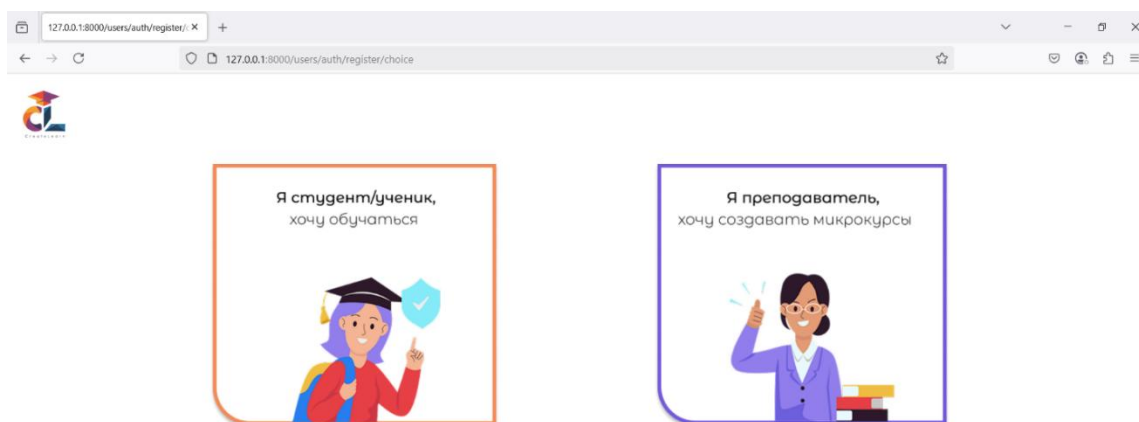 127.0.0.1:8000/users/auth/register/c
127.0.0.1:8000/users/auth/register/choice
CL
CreateLearn
Я студент/ученик,
хочу обучаться
Я преподаватель,
хочу создавать микрокурсы